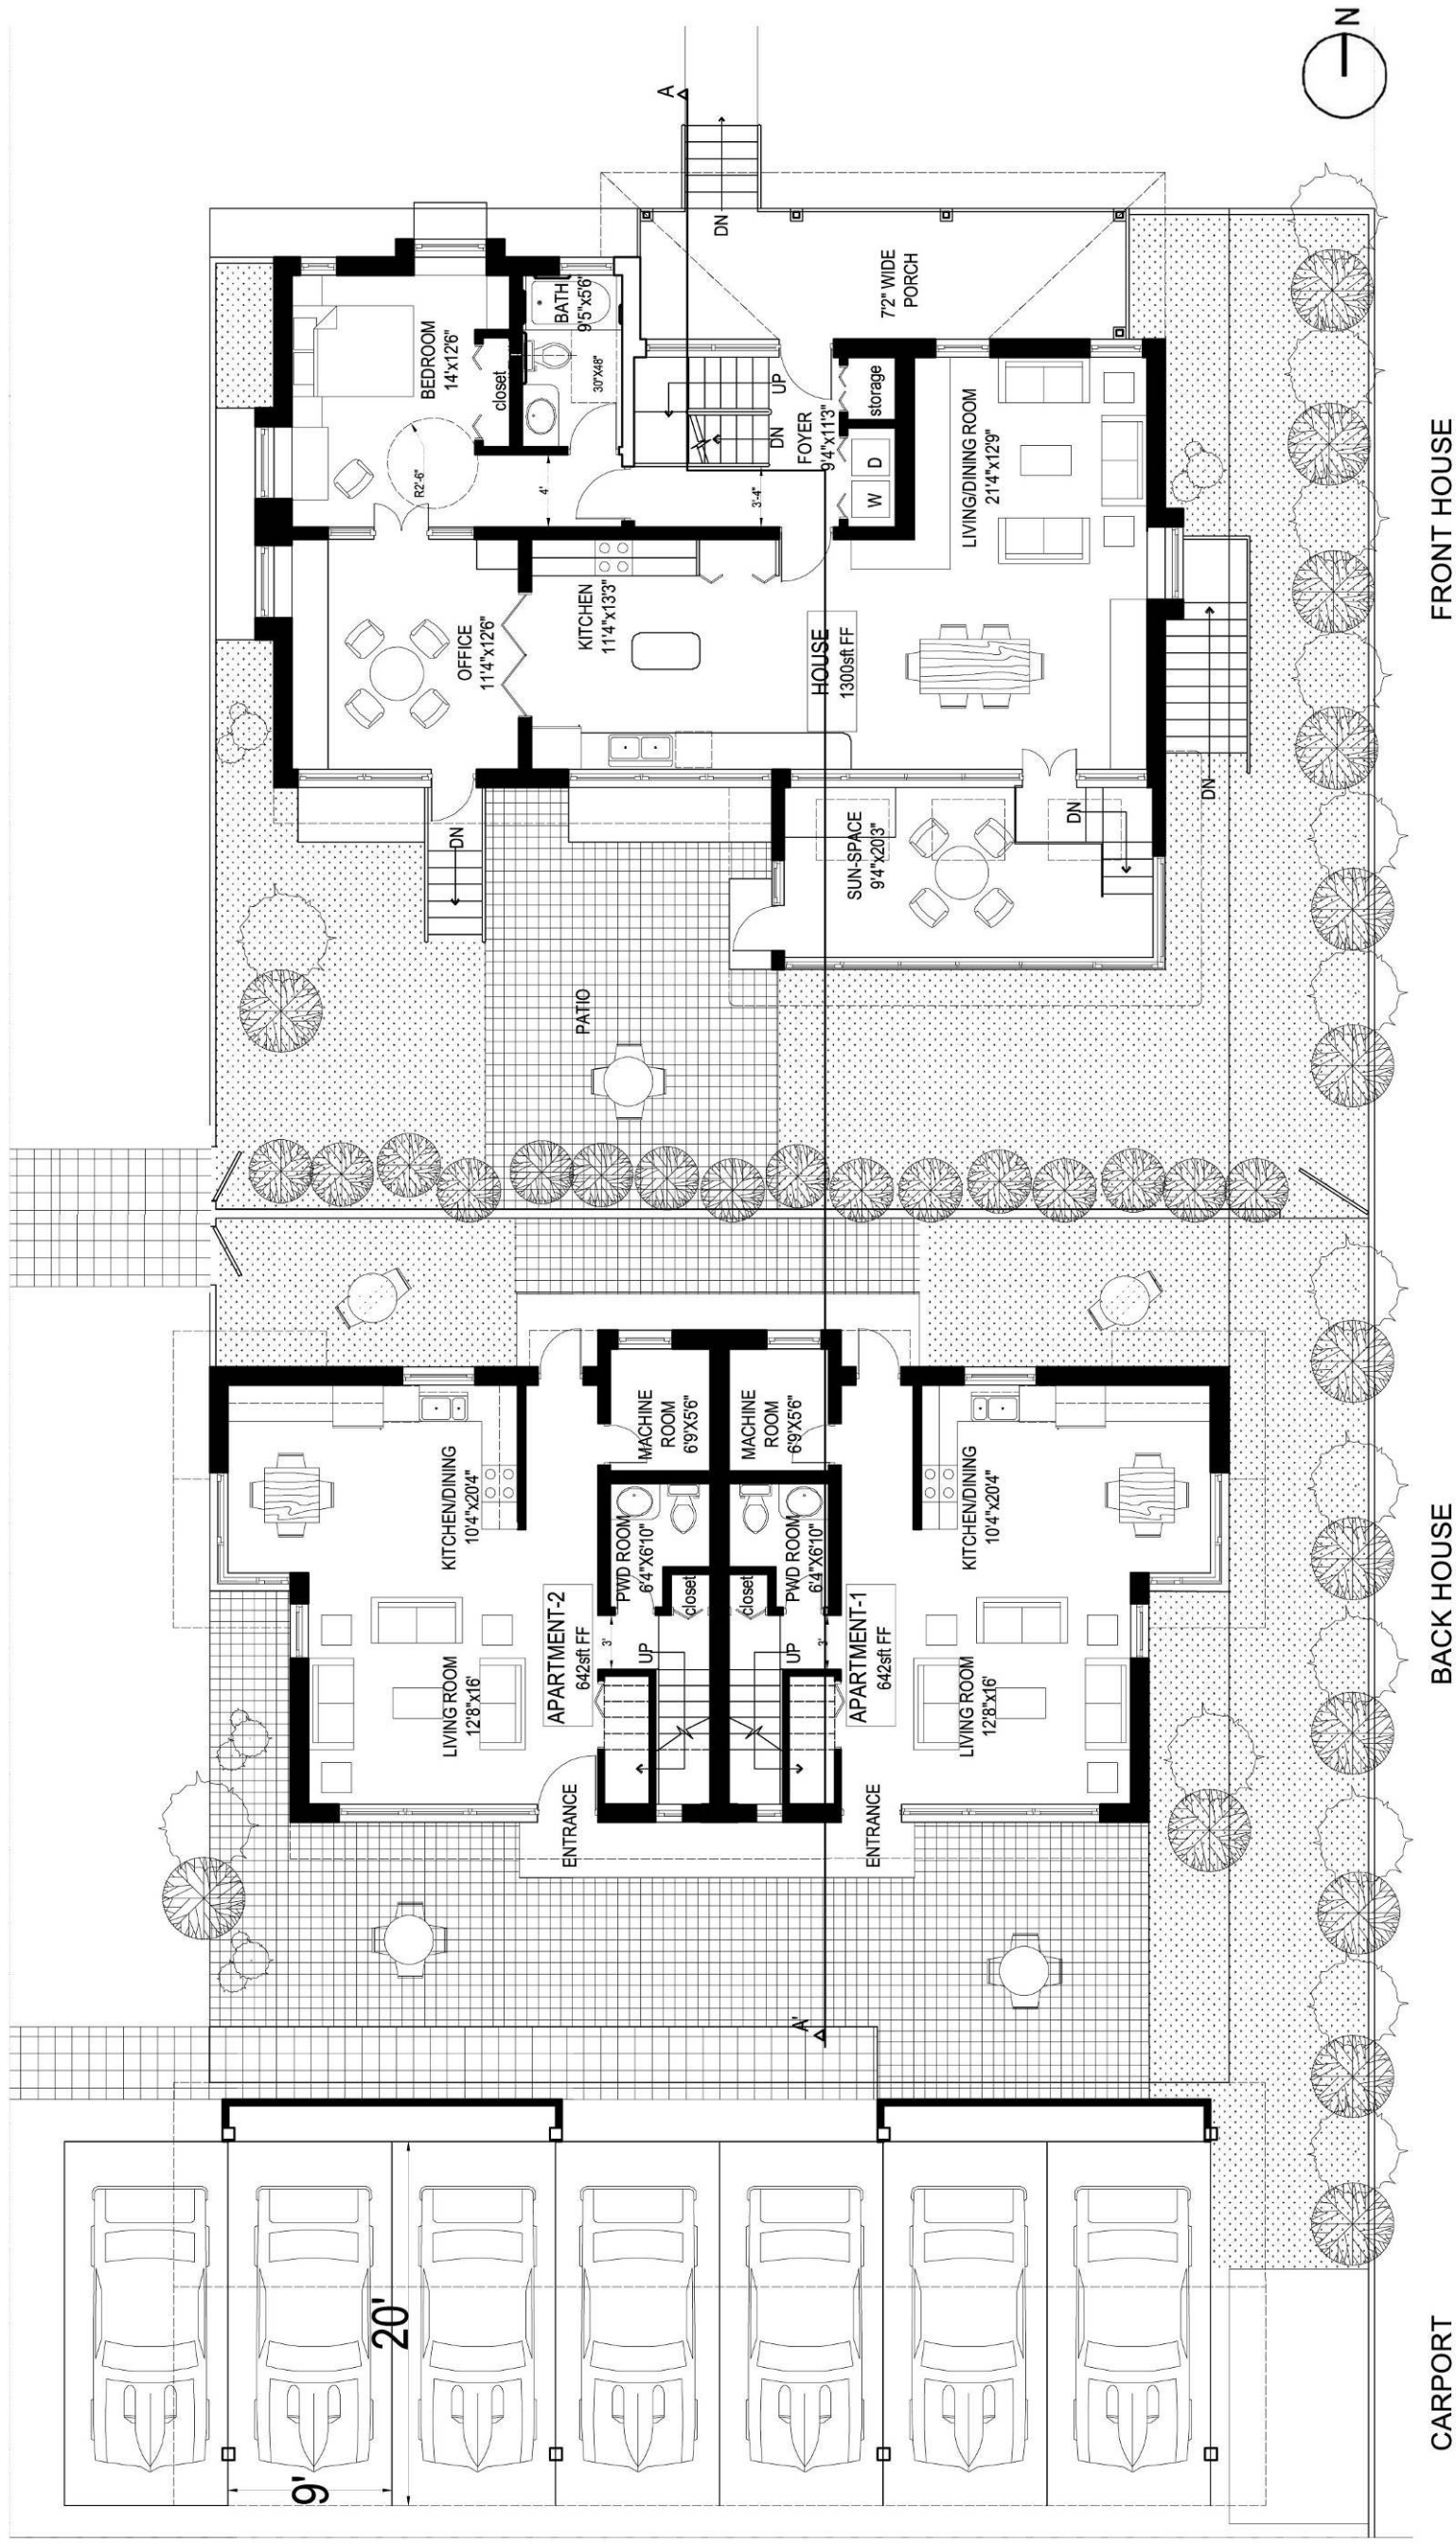 N
A
DN
BEDROOM
14'x12'6"
closet
BATH
9'5"x5'6"
30"X48"
R2'-6"
4'
7'2" WIDE
PORCH
UP
DN
FOYER
9'4"x11'3"
3'-4"
storage
W
D
LIVING/DINING ROOM
21'4"x12'9"
OFFICE
11'4"x12'6"
KITCHEN
11'4"x13'3"
HOUSE
1300sft FF
DN
DN
DN
SUN-SPACE
9'4"x20'3"
PATIO
FRONT HOUSE
MACHINE
ROOM
6'9'X5'6"
MACHINE
ROOM
6'9'X5'6"
KITCHEN/DINING
10'4"x20'4"
KITCHEN/DINING
10'4"x20'4"
PWD ROOM
6'4"X6'10"
PWD ROOM
6'4"X6'10"
closet
closet
APARTMENT-2
642sft FF
APARTMENT-1
642sft FF
3'
3'
UP
UP
LIVING ROOM
12'8"x16'
LIVING ROOM
12'8"x16'
ENTRANCE
ENTRANCE
BACK HOUSE
A'
20'
9'
CARPORT